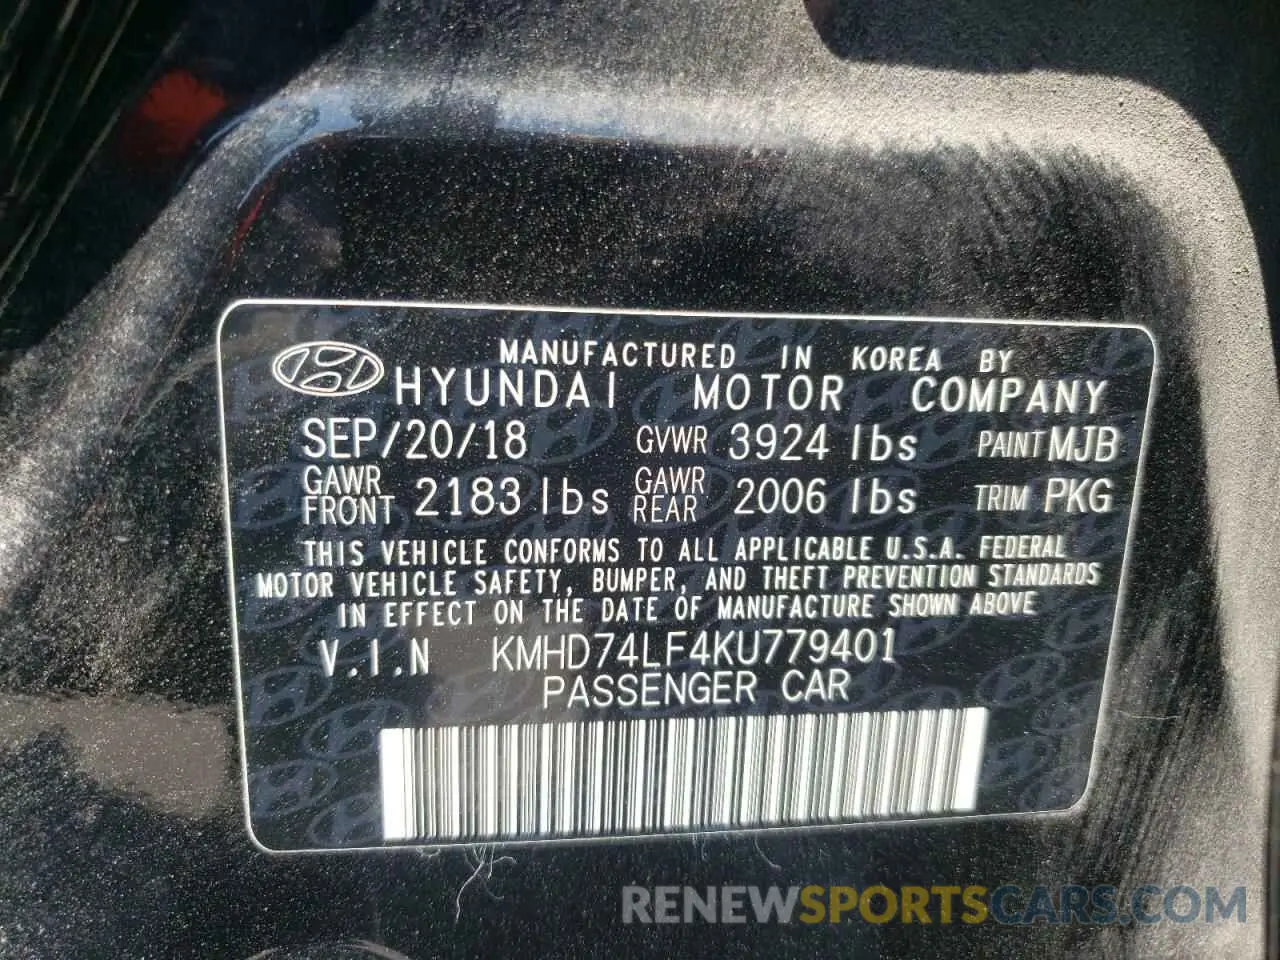 MANUFACTURED IN KOREA BY
HYUNDAI MOTOR COMPANY
SEP/20/18 GVWR 3924 lbs PAINT MJB
GAWR FRONT 2183 lbs GAWR REAR 2006 lbs TRIM PKG
THIS VEHICLE CONFORMS TO ALL APPLICABLE U.S.A. FEDERAL
MOTOR VEHICLE SAFETY, BUMPER, AND THEFT PREVENTION STANDARDS
IN EFFECT ON THE DATE OF MANUFACTURE SHOWN ABOVE
V.I.N KMHD74LF4KU779401
PASSENGER CAR
RENEWSPORTSCARS.COM